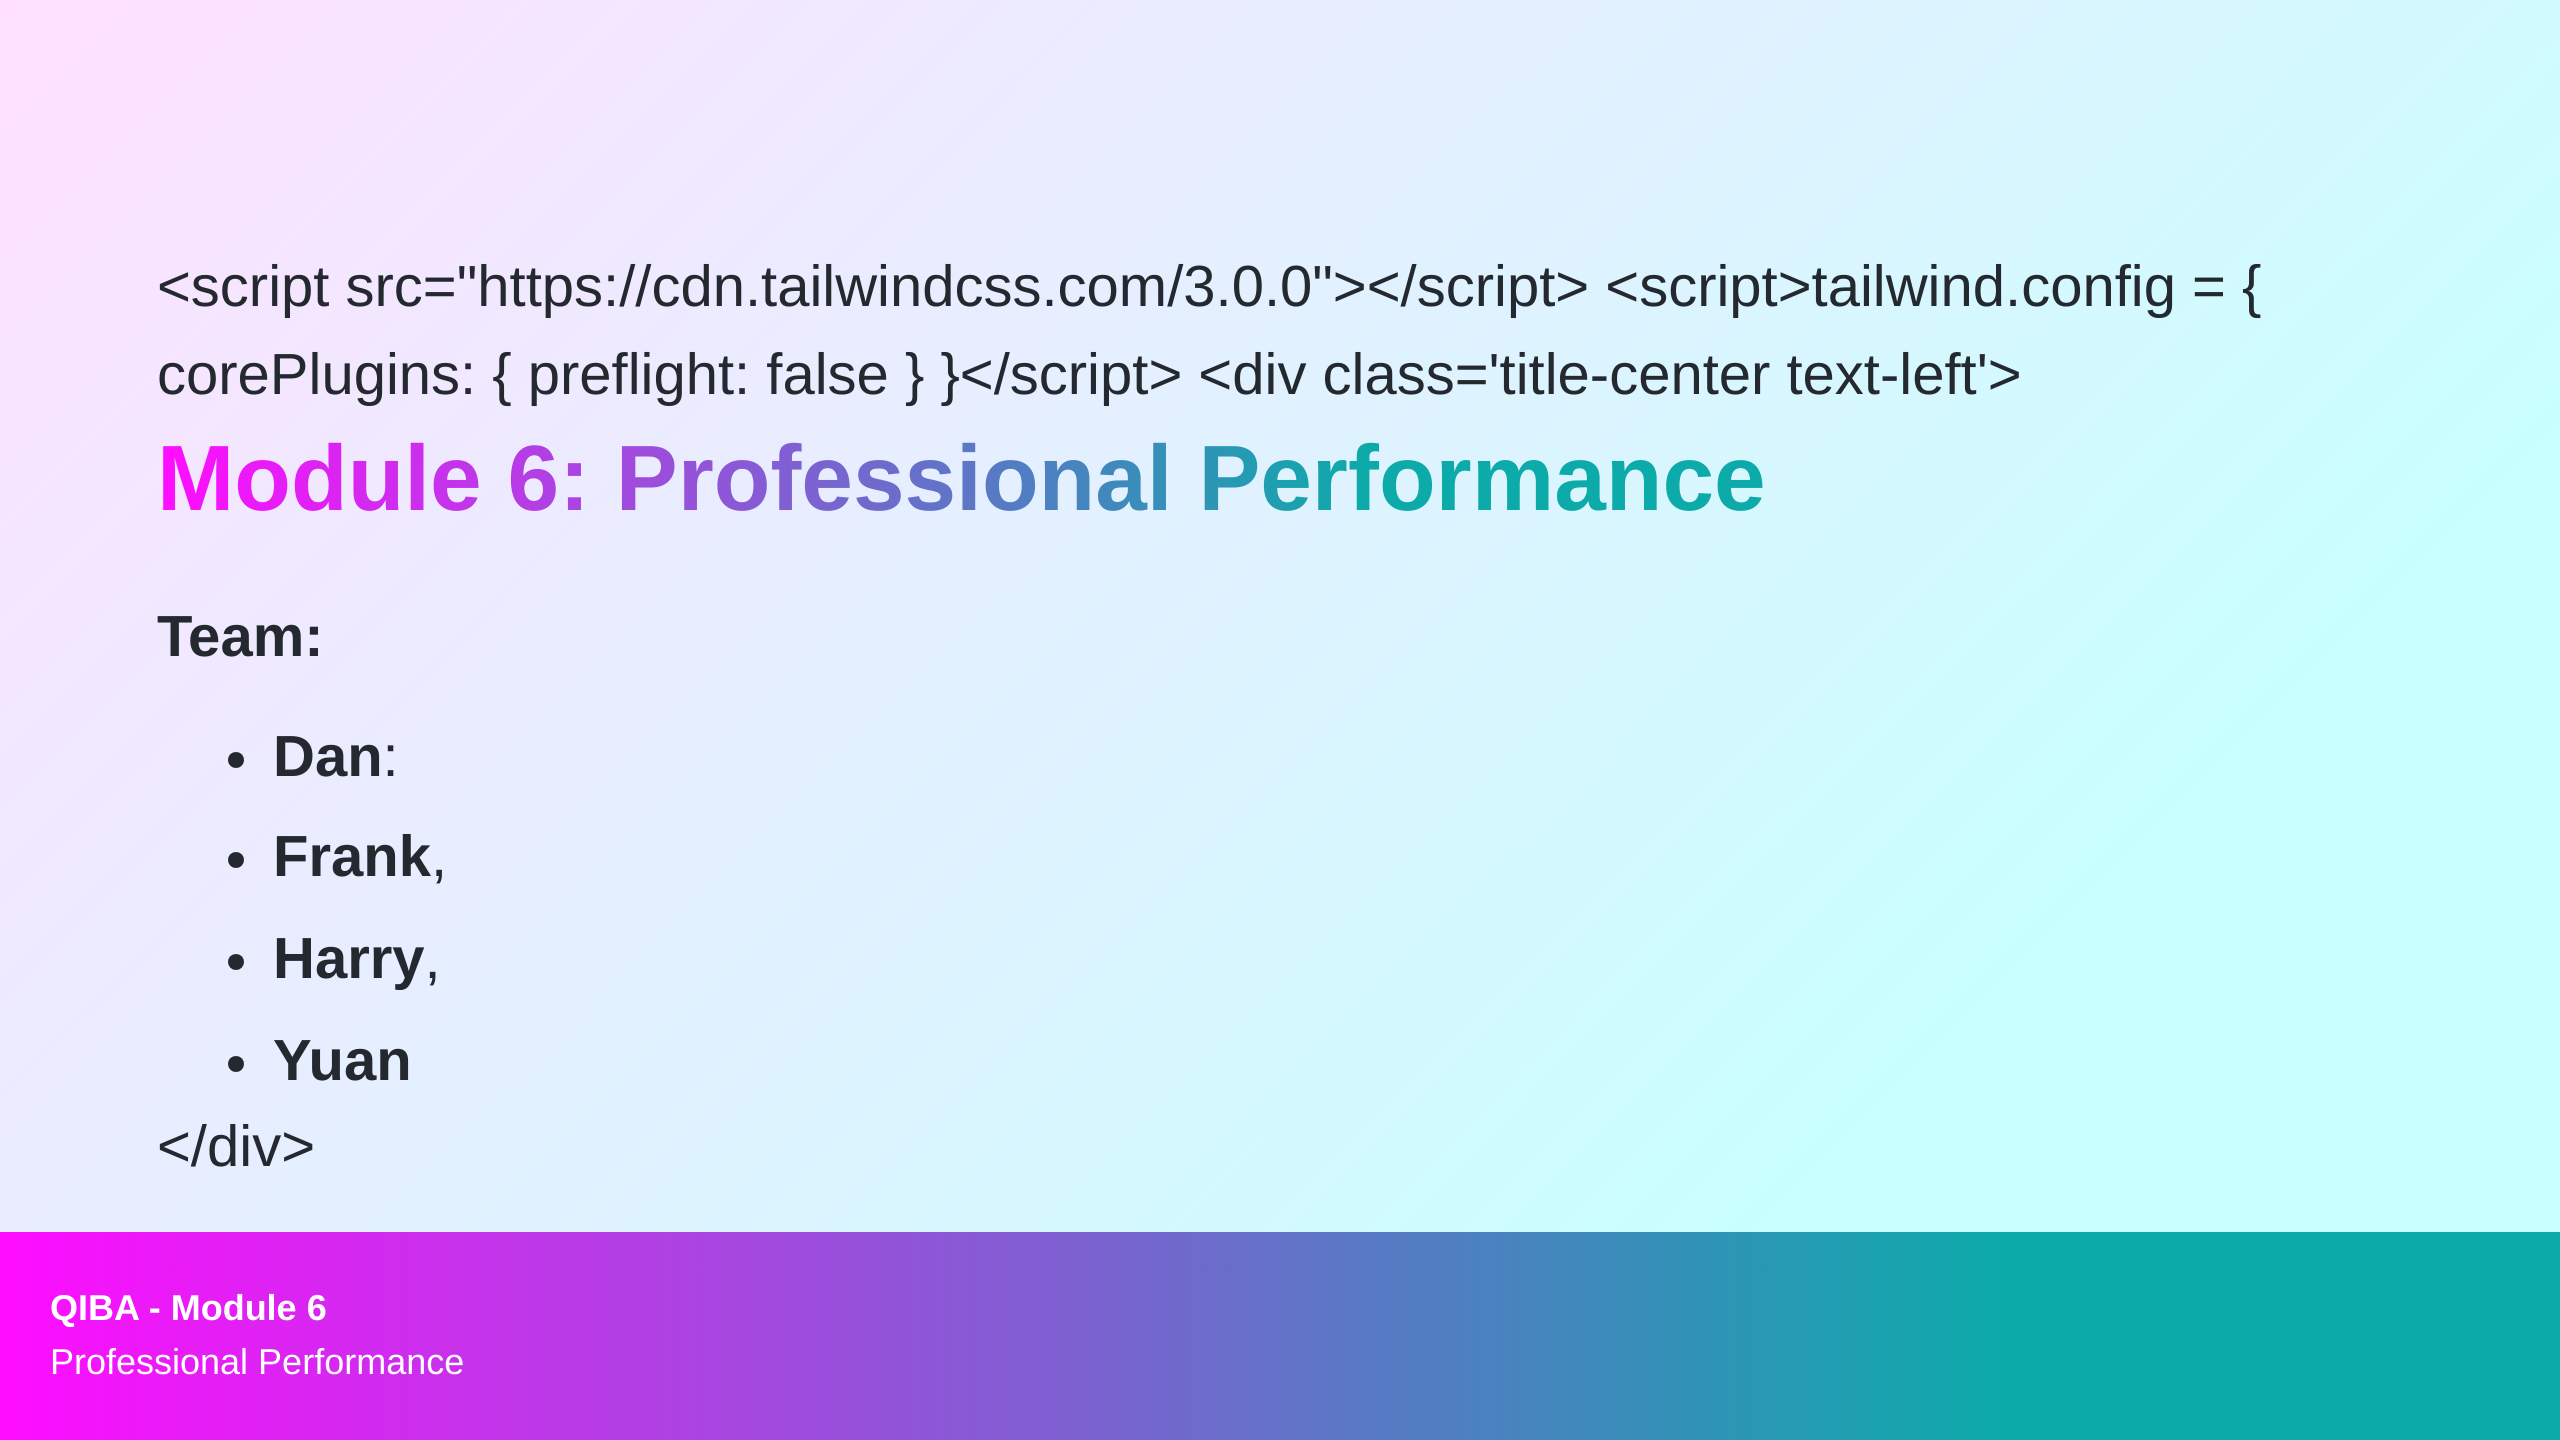 <script src="https://cdn.tailwindcss.com/3.0.0"></script> <script>tailwind.config = {
corePlugins: { preflight: false } }</script> <div class='title-center text-left'>
Module 6: Professional Performance
Team:
• Dan:
• Frank,
• Harry,
• Yuan
</div>
QIBA - Module 6
Professional Performance